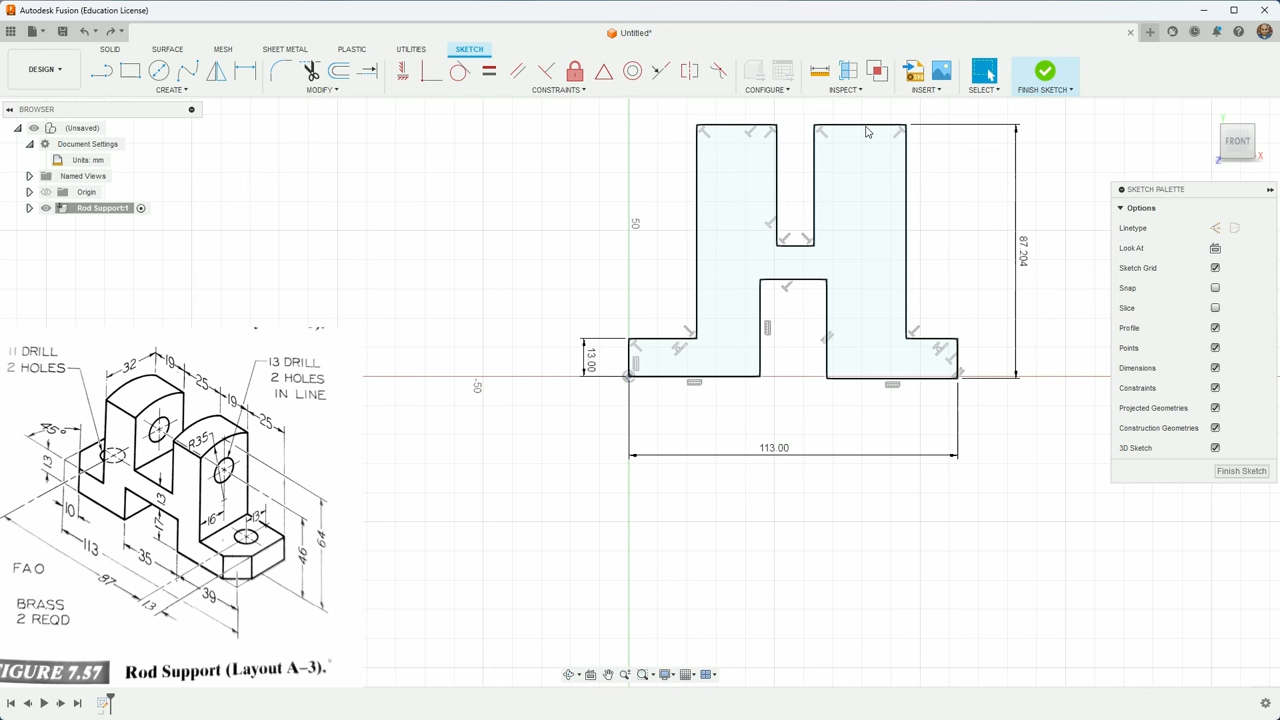 Autodesk Fusion (Education License)
Untitled*
SOLID SURFACE MESH SHEET METAL PLASTIC UTILITIES SKETCH
DESIGN
CREATE MODIFY CONSTRAINTS CONFIGURE INSPECT INSERT SELECT FINISH SKETCH
BROWSER
(Unsaved)
Document Settings
Units: mm
Named Views
Origin
Rod Support:1
FRONT
Y
X
Z
SKETCH PALETTE
Options
Linetype
Look At
Sketch Grid
Snap
Slice
Profile
Points
Dimensions
Constraints
Projected Geometries
Construction Geometries
3D Sketch
Finish Sketch
50
87.204
13.00
-50
113.00
11 DRILL
2 HOLES
32
19
25
19
25
13 DRILL
2 HOLES
IN LINE
45°
R35
13
13
10
17
16
13
113
35
87
13
39
46
64
FAO
BRASS
2 REQD
FIGURE 7.57
Rod Support (Layout A–3).